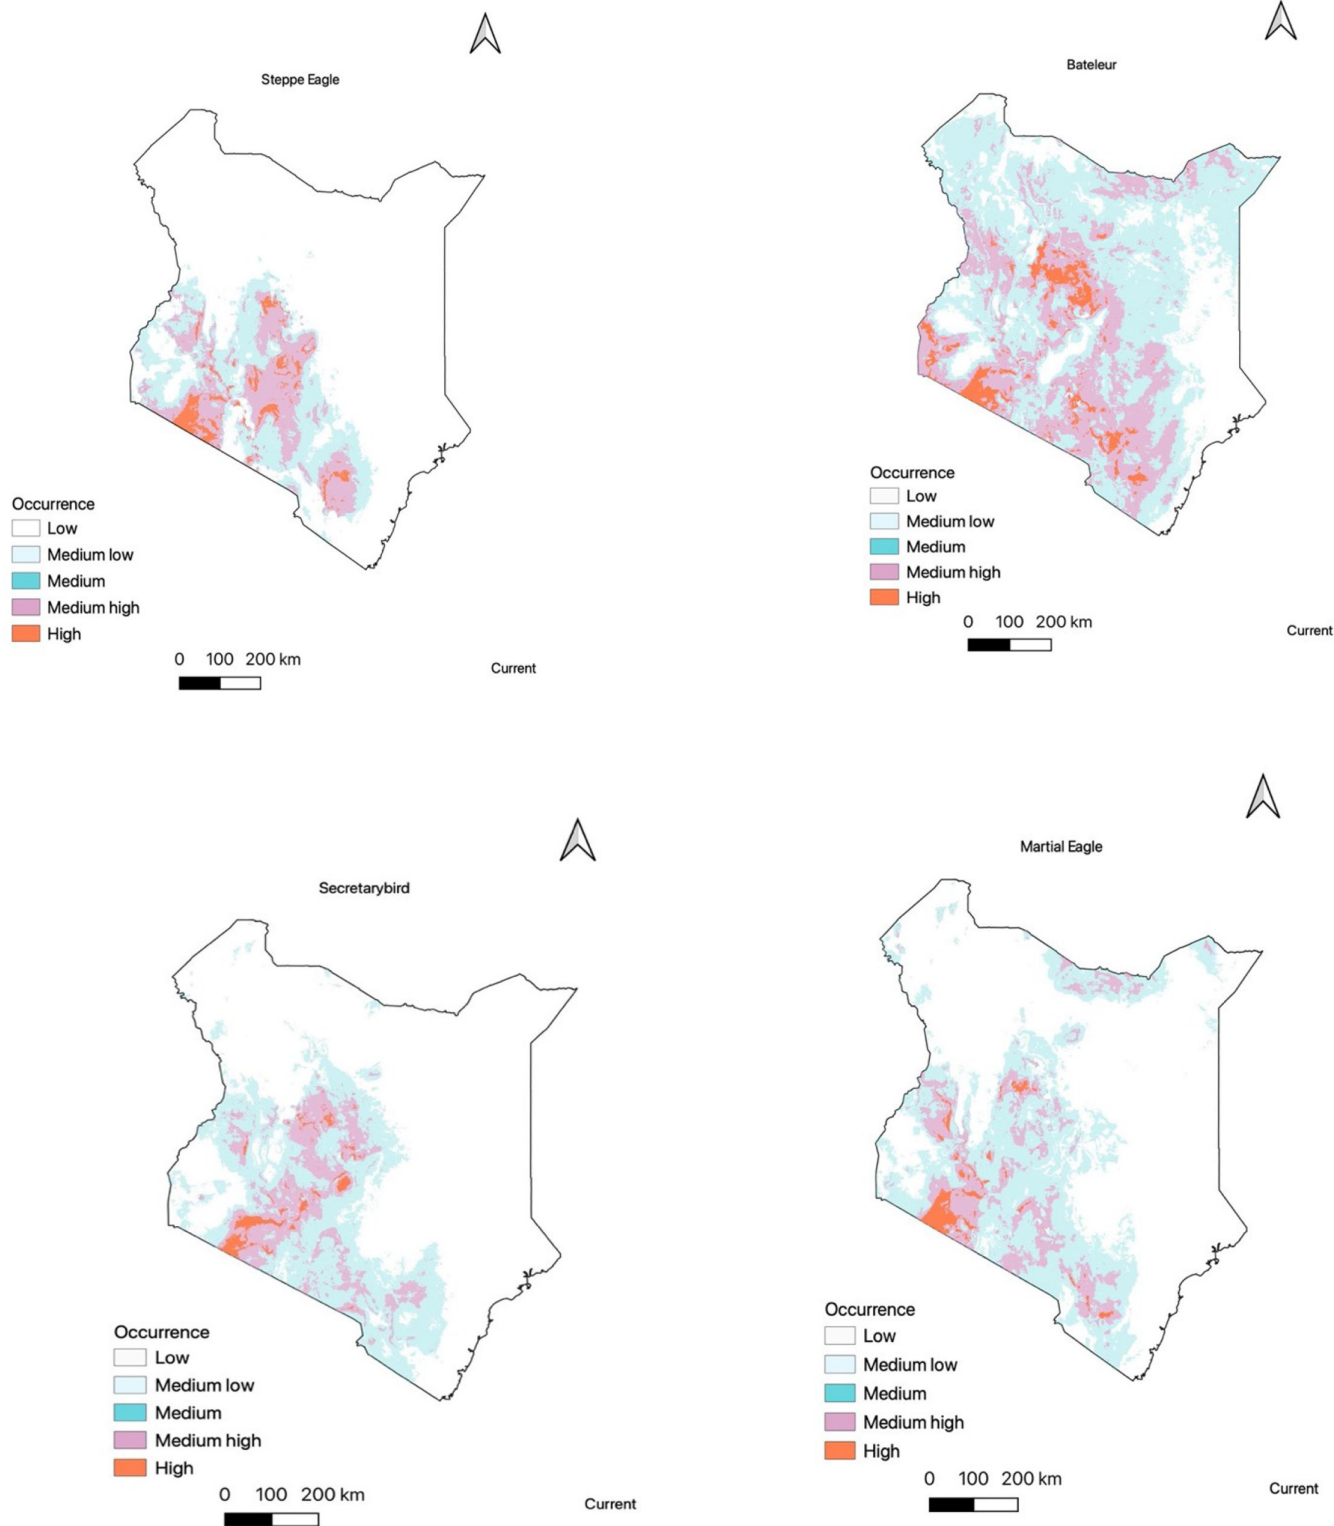 Steppe Eagle
Occurrence
Low
Medium low
Medium
Medium high
High
0 100 200 km
Current
Bateleur
Occurrence
Low
Medium low
Medium
Medium high
High
0 100 200 km
Current
Secretarybird
Occurrence
Low
Medium low
Medium
Medium high
High
0 100 200 km
Current
Martial Eagle
Occurrence
Low
Medium low
Medium
Medium high
High
0 100 200 km
Current